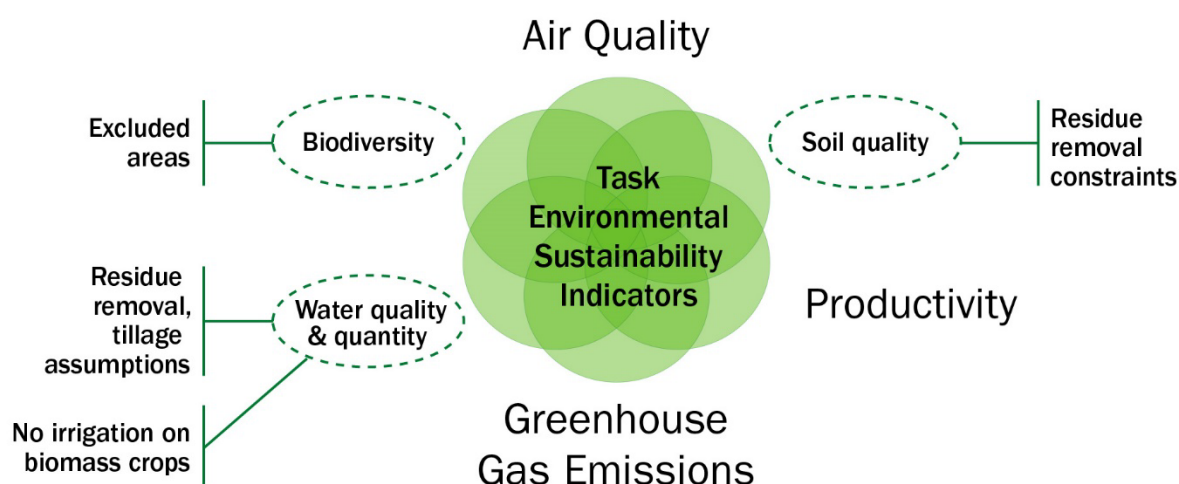 Air Quality
Excluded
areas
Biodiversity
Soil quality
Residue
removal
constraints
Task
Environmental
Sustainability
Indicators
Residue
removal,
tillage
assumptions
Water quality
& quantity
Productivity
No irrigation on
biomass crops
Greenhouse
Gas Emissions